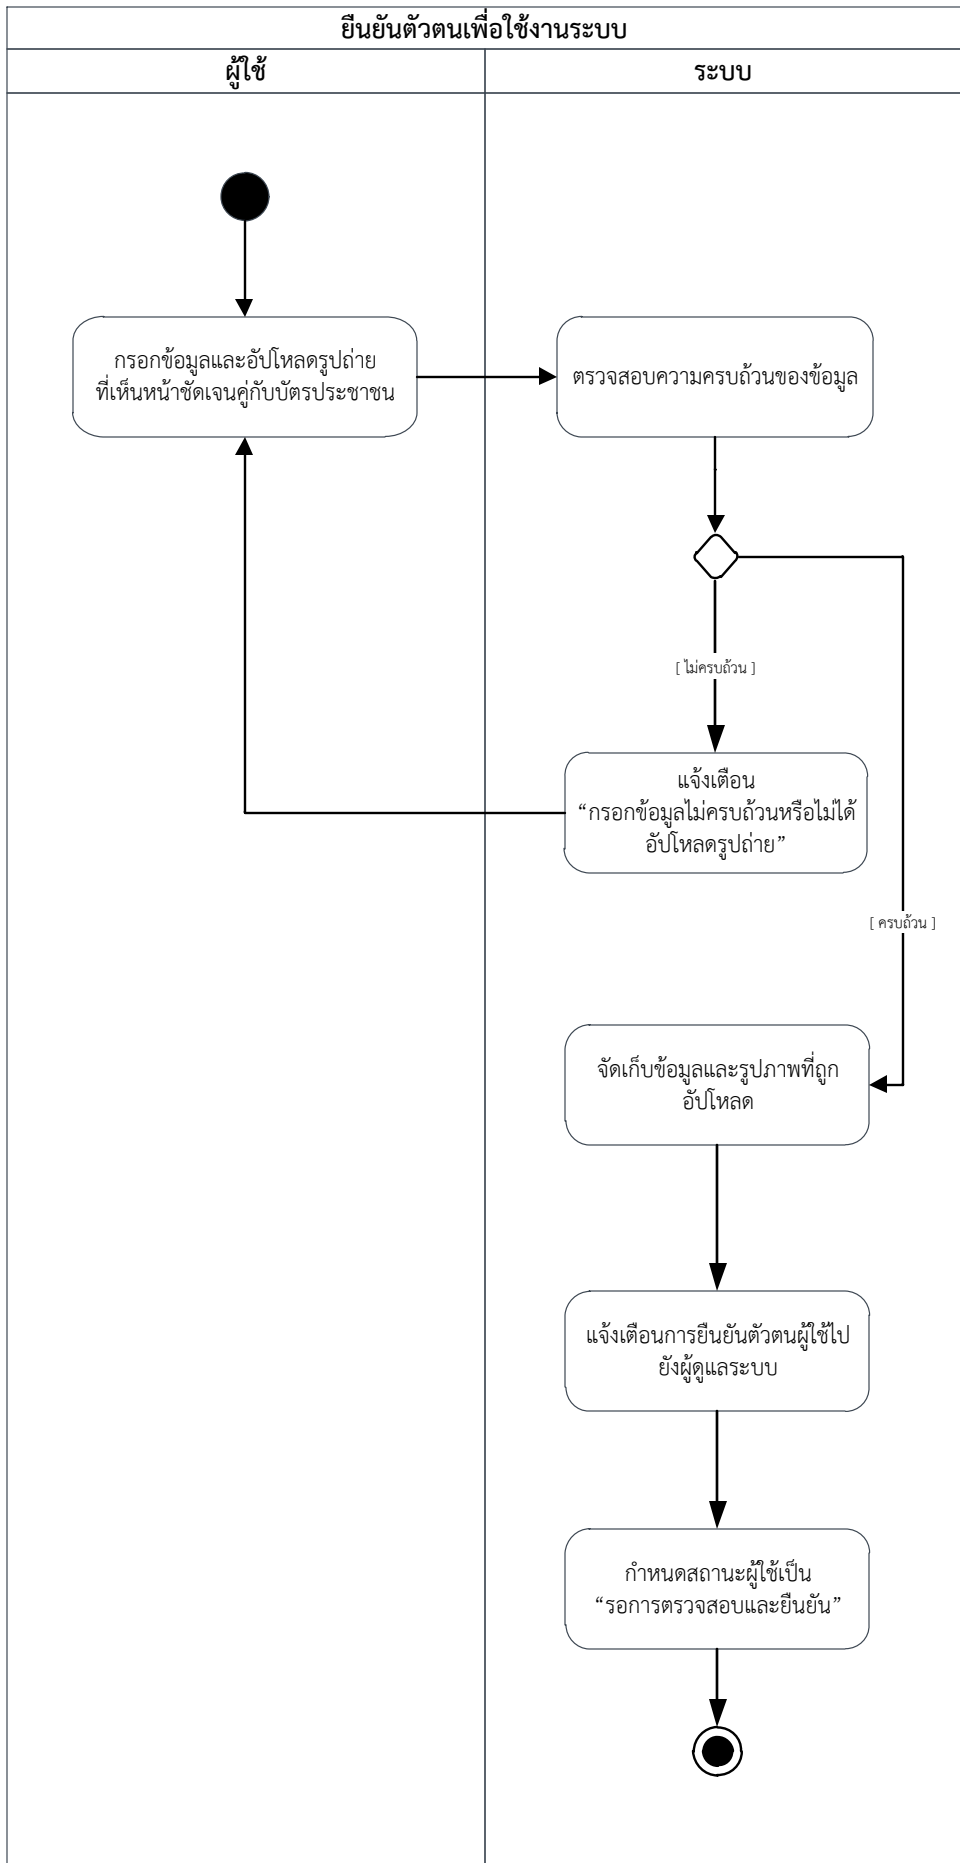 ยืนยันตัวตนเพื่อใช้งานระบบ
ผู้ใช้
ระบบ
กรอกข้อมูลและอัปโหลดรูปถ่าย
ที่เห็นหน้าชัดเจนคู่กับบัตรประชาชน
ตรวจสอบความครบถ้วนของข้อมูล
[ ไม่ครบถ้วน ]
แจ้งเตือน
“กรอกข้อมูลไม่ครบถ้วนหรือไม่ได้
อัปโหลดรูปถ่าย”
[ ครบถ้วน ]
จัดเก็บข้อมูลและรูปภาพที่ถูก
อัปโหลด
แจ้งเตือนการยืนยันตัวตนผู้ใช้ไป
ยังผู้ดูแลระบบ
กำหนดสถานะผู้ใช้เป็น
“รอการตรวจสอบและยืนยัน”